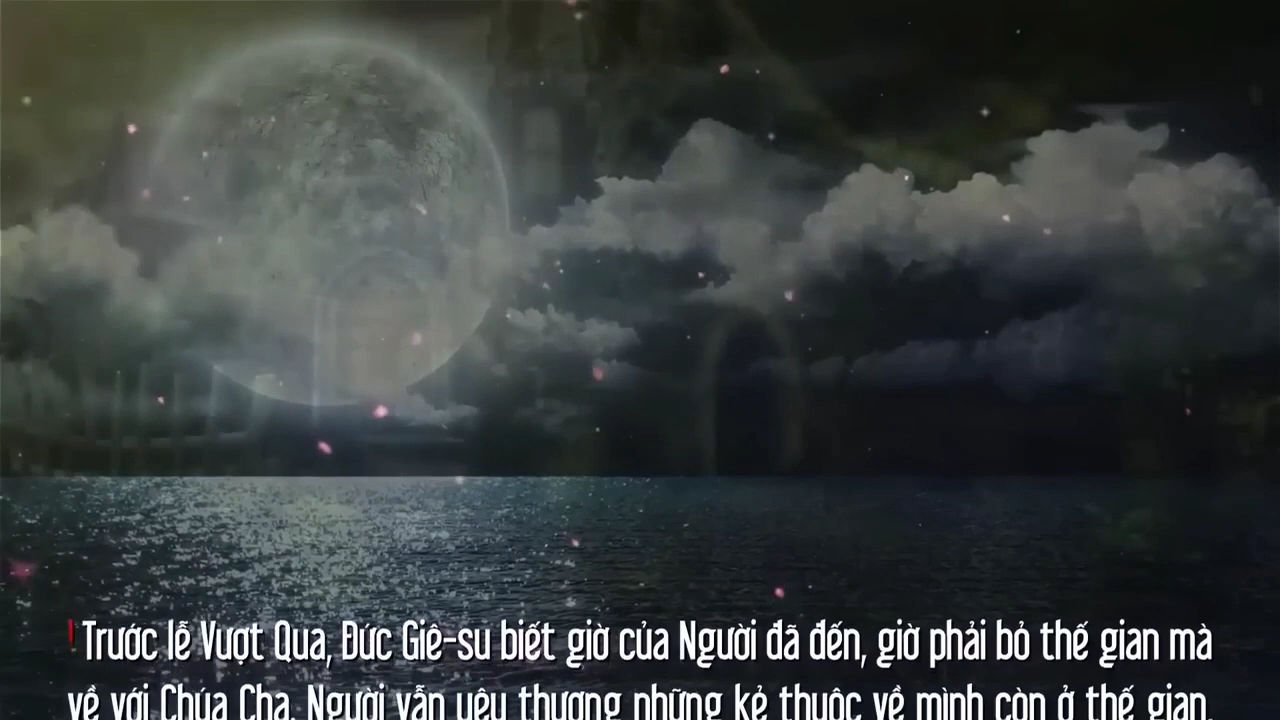 ¹ Trước lễ Vượt Qua, Đức Giê-su biết giờ của Người đã đến, giờ phải bỏ thế gian mà
về với Chúa Cha. Người vẫn yêu thương những kẻ thuộc về mình còn ở thế gian,